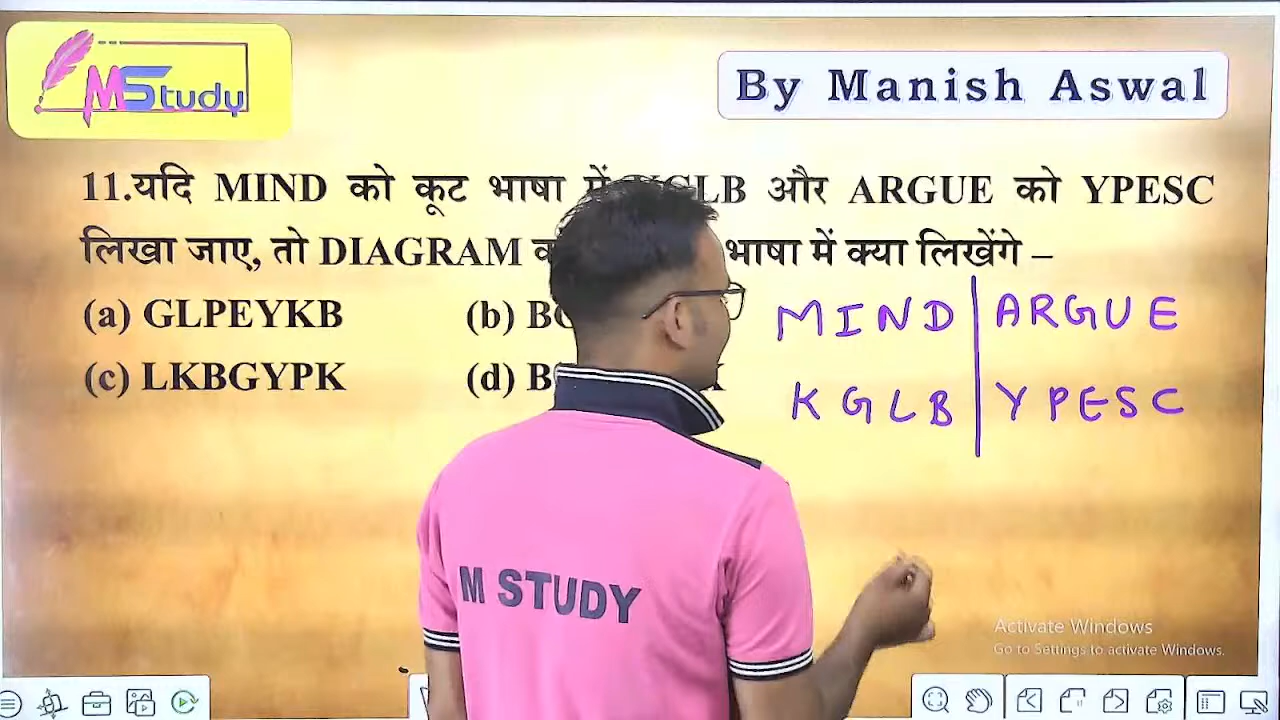 MStudy
By Manish Aswal
11.यदि MIND को कूट भाषा में KGLB और ARGUE को YPESC
लिखा जाए, तो DIAGRAM भाषा में क्या लिखेंगे –
(a) GLPEYKB (b)
(c) LKBGYPK (d)
MIND ARGUE
KGLB YPESC
M STUDY
Activate Windows
Go to Settings to activate Windows.